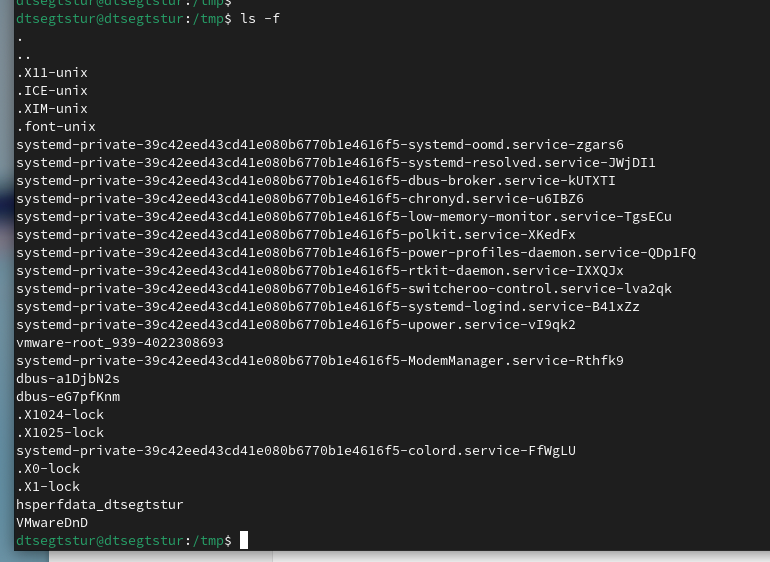 dtsegtstur@dtsegtstur:/tmp$
dtsegtstur@dtsegtstur:/tmp$ ls -f
.
..
.X11-unix
.ICE-unix
.XIM-unix
.font-unix
systemd-private-39c42eed43cd41e080b6770b1e4616f5-systemd-oomd.service-zgars6
systemd-private-39c42eed43cd41e080b6770b1e4616f5-systemd-resolved.service-JWjDI1
systemd-private-39c42eed43cd41e080b6770b1e4616f5-dbus-broker.service-kUTXTI
systemd-private-39c42eed43cd41e080b6770b1e4616f5-chronyd.service-u6IBZ6
systemd-private-39c42eed43cd41e080b6770b1e4616f5-low-memory-monitor.service-TgsECu
systemd-private-39c42eed43cd41e080b6770b1e4616f5-polkit.service-XKedFx
systemd-private-39c42eed43cd41e080b6770b1e4616f5-power-profiles-daemon.service-QDp1FQ
systemd-private-39c42eed43cd41e080b6770b1e4616f5-rtkit-daemon.service-IXXQJx
systemd-private-39c42eed43cd41e080b6770b1e4616f5-switcheroo-control.service-lva2qk
systemd-private-39c42eed43cd41e080b6770b1e4616f5-systemd-logind.service-B41xZz
systemd-private-39c42eed43cd41e080b6770b1e4616f5-upower.service-vI9qk2
vmware-root_939-4022308693
systemd-private-39c42eed43cd41e080b6770b1e4616f5-ModemManager.service-Rthfk9
dbus-a1DjbN2s
dbus-eG7pfKnm
.X1024-lock
.X1025-lock
systemd-private-39c42eed43cd41e080b6770b1e4616f5-colord.service-FfWgLU
.X0-lock
.X1-lock
hsperfdata_dtsegtstur
VMwareDnD
dtsegtstur@dtsegtstur:/tmp$